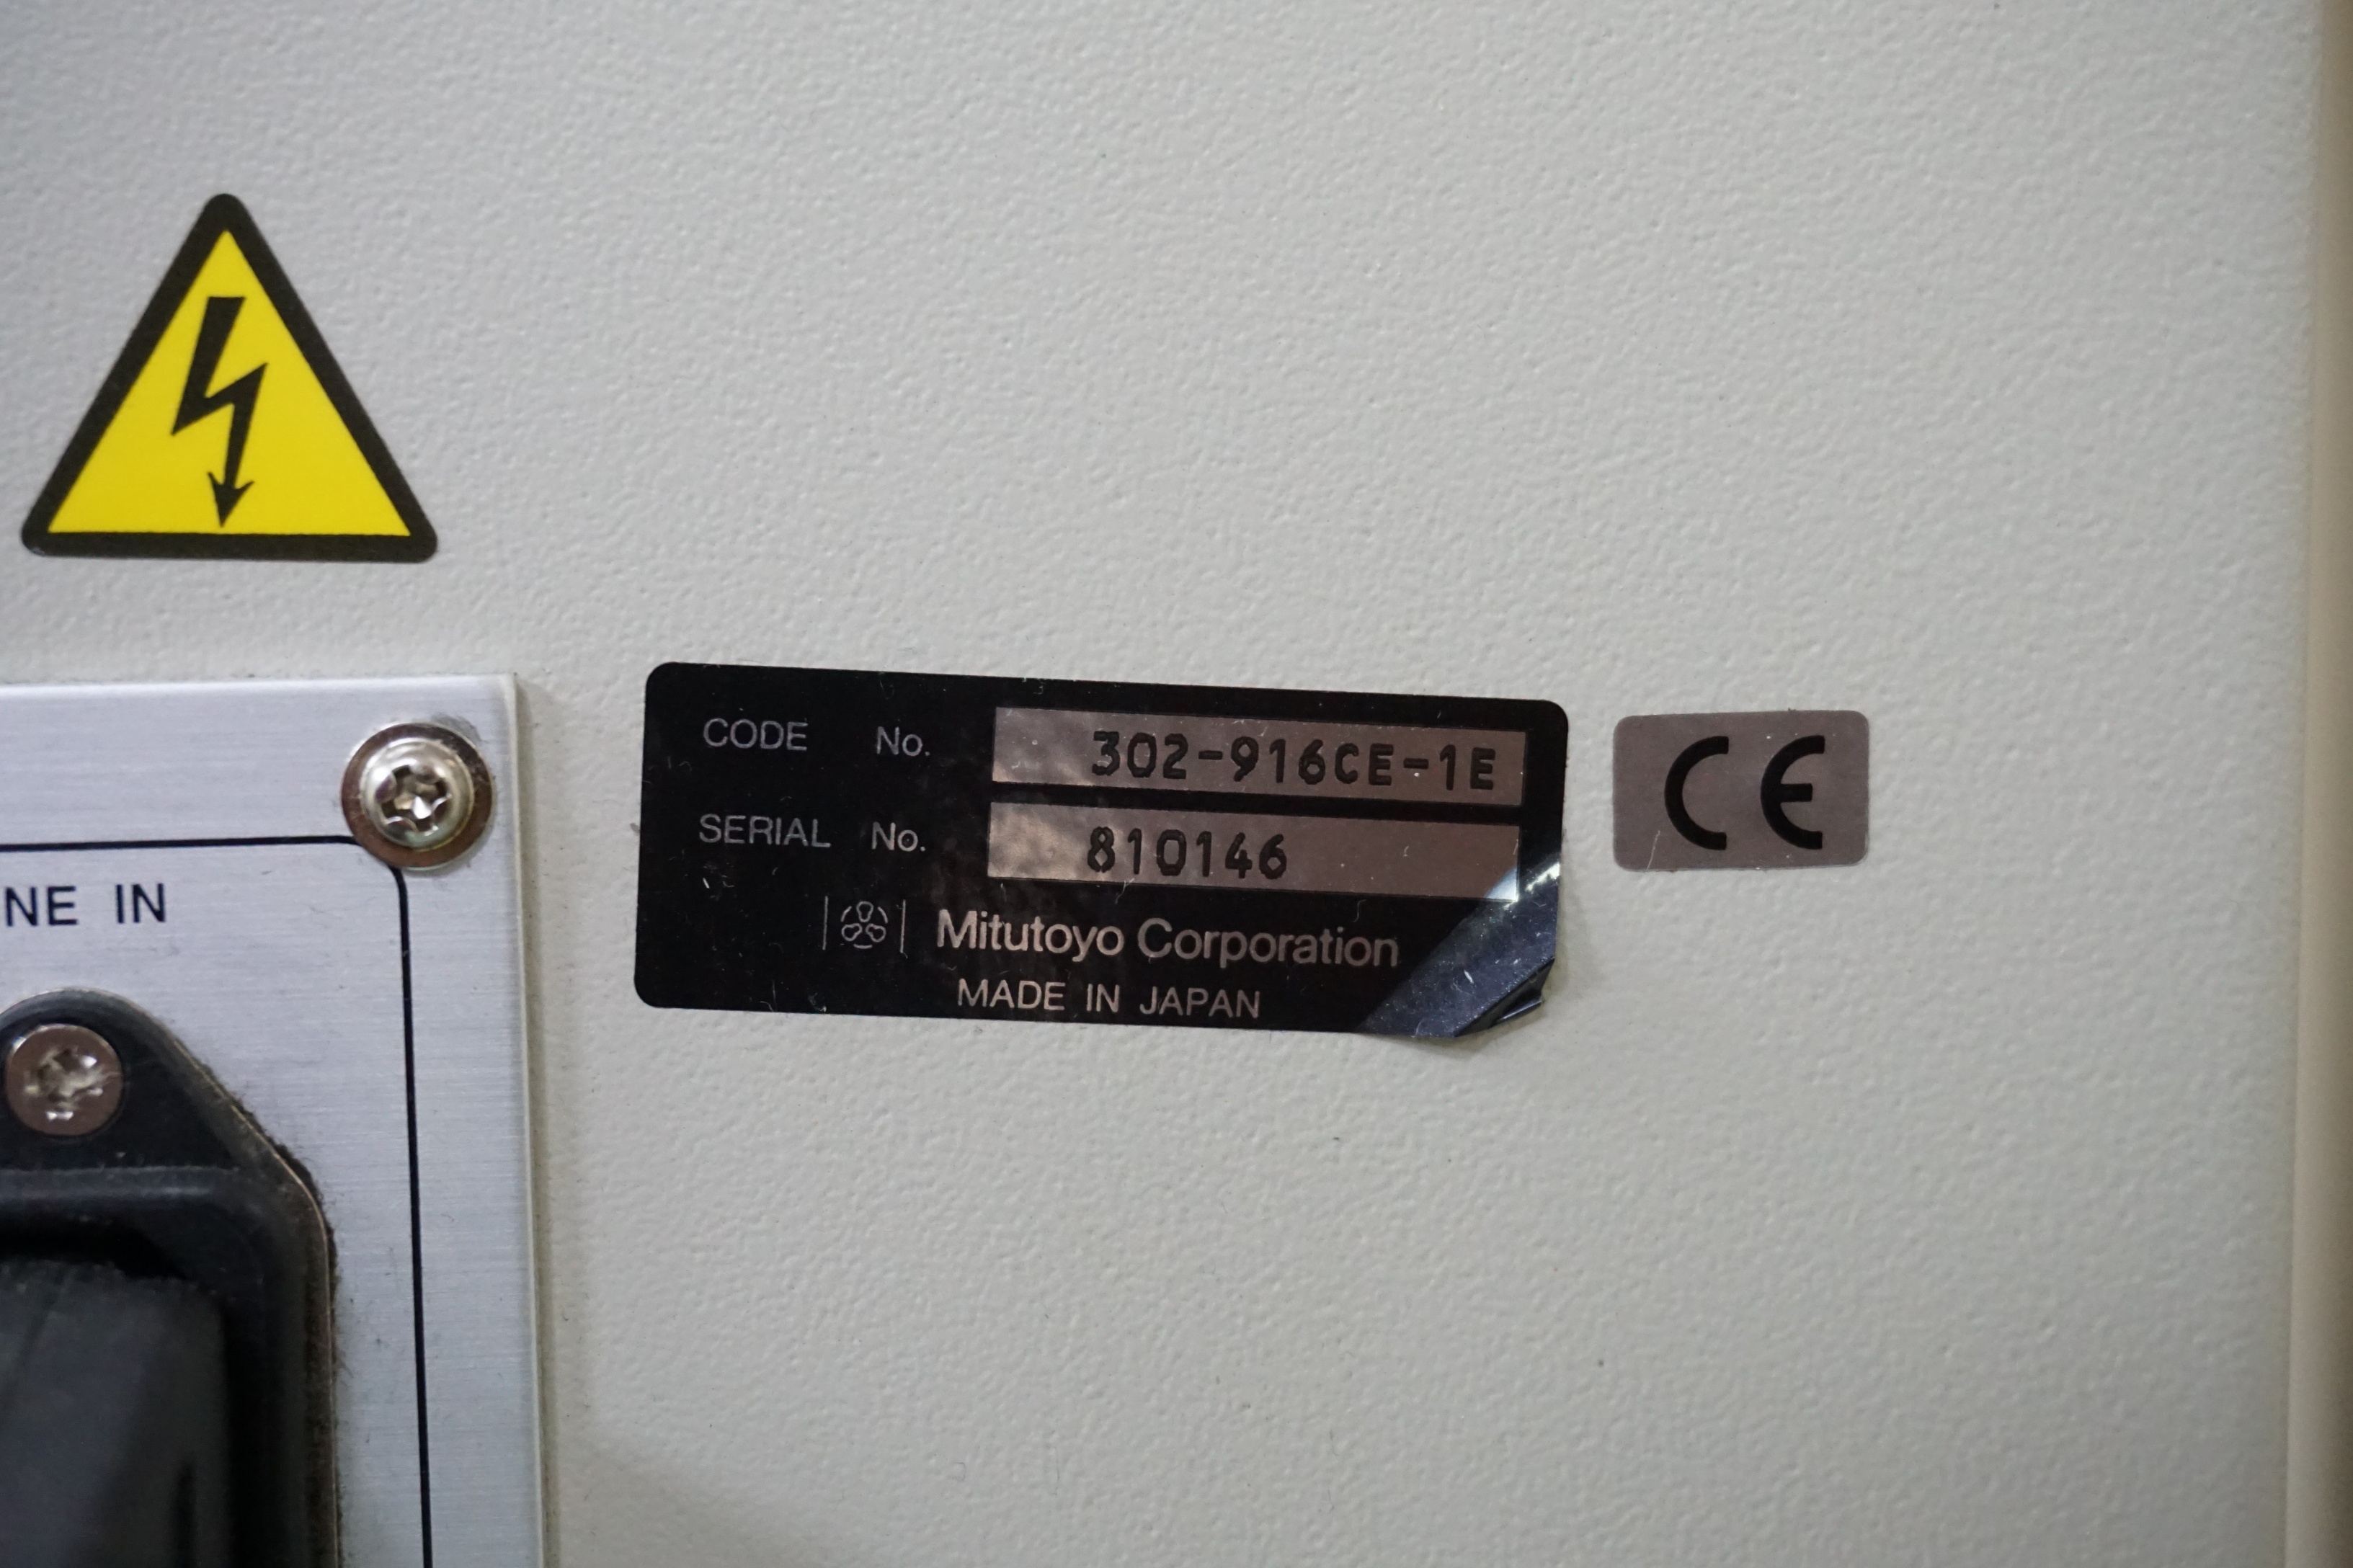 CODE No. 302-916CE-1E
SERIAL No. 810146
Mitutoyo Corporation
MADE IN JAPAN
CE
NE IN